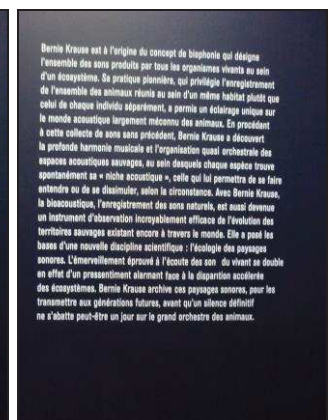 Bernie Krause est à l'origine du concept de biophonie qui désigne
l'ensemble des sons produits par tous les organismes vivants au sein
d'un écosystème. Sa pratique pionnière, qui privilégie l'enregistrement
de l'ensemble des animaux réunis au sein d'un même habitat plutôt que
celui de chaque individu séparément, a permis un éclairage unique sur
le monde acoustique largement méconnu des animaux. En procédant
à cette collecte de sons sans précédent, Bernie Krause a découvert
la profonde harmonie musicale et l'organisation quasi orchestrale des
espaces acoustiques sauvages, au sein desquels chaque espèce trouve
spontanément sa « niche acoustique », celle qui lui permettra de se faire
entendre ou de se dissimuler, selon la circonstance. Avec Bernie Krause,
la bioacoustique, l'enregistrement des sons naturels, est aussi devenue
un instrument d'observation incroyablement efficace de l'évolution des
territoires sauvages existant encore à travers le monde. Elle a posé les
bases d'une nouvelle discipline scientifique : l'écologie des paysages
sonores. L'émerveillement éprouvé à l'écoute des son du vivant se double
en effet d'un pressentiment alarmant face à la disparition accélérée
des écosystèmes. Bernie Krause archive ces paysages sonores, pour les
transmettre aux générations futures, avant qu'un silence définitif
ne s'abatte peut-être un jour sur le grand orchestre des animaux.